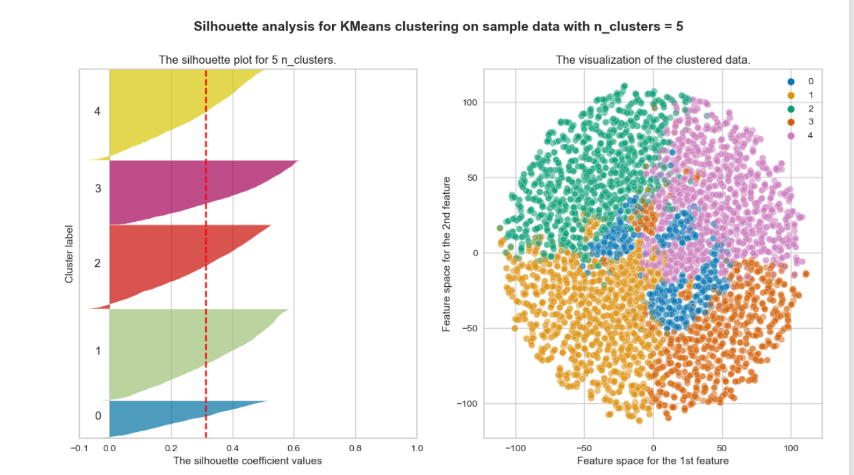 Silhouette analysis for KMeans clustering on sample data with n_clusters = 5
The silhouette plot for 5 n_clusters.
4
3
2
1
0
Cluster label
−0.1 0.0 0.2 0.4 0.6 0.8 1.0
The silhouette coefficient values
The visualization of the clustered data.
0
1
2
3
4
100
50
0
−50
−100
Feature space for the 2nd feature
−100 −50 0 50 100
Feature space for the 1st feature